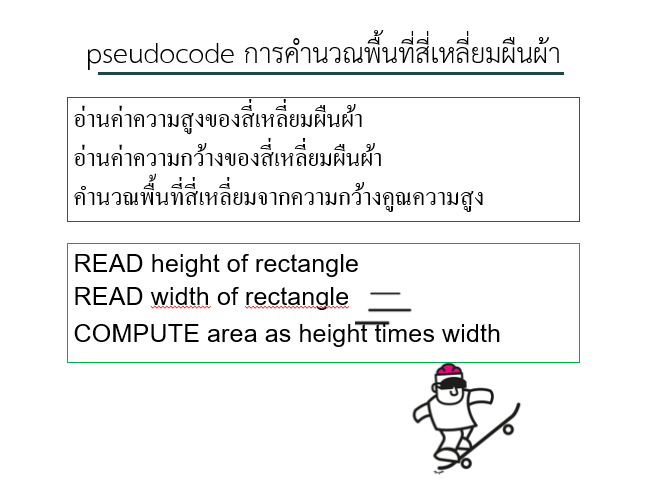 pseudocode การคำนวณพื้นที่สี่เหลี่ยมผืนผ้า
อ่านค่าความสูงของสี่เหลี่ยมผืนผ้า
อ่านค่าความกว้างของสี่เหลี่ยมผืนผ้า
คำนวณพื้นที่สี่เหลี่ยมจากความกว้างคูณความสูง
READ height of rectangle
READ width of rectangle
COMPUTE area as height times width